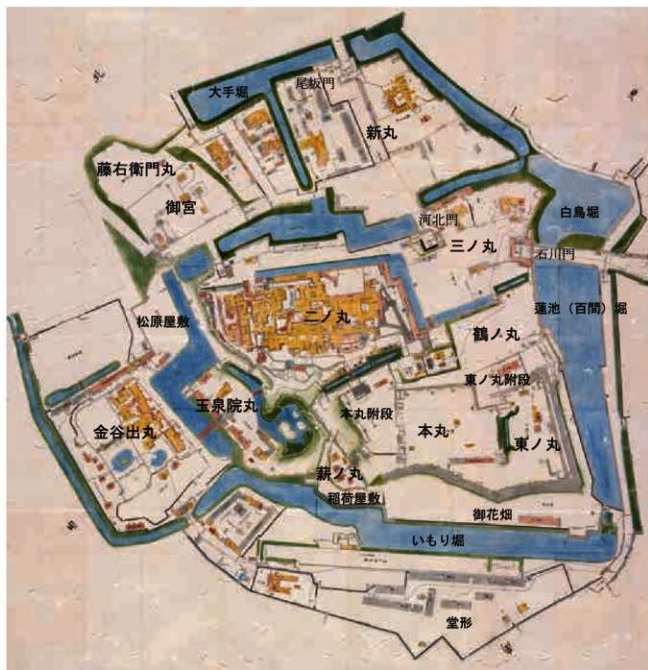 大手堀
尾坂門
新丸
藤右衛門丸
御宮
白鳥堀
河北門
三ノ丸
石川門
蓮池（百間）堀
松原屋敷
二ノ丸
鶴ノ丸
東ノ丸附段
玉泉院丸
本丸附段
本丸
東ノ丸
金谷出丸
薪ノ丸
稲荷屋敷
御花畑
いもり堀
堂形